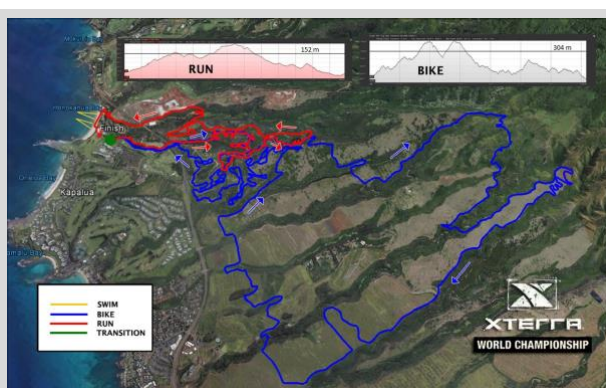 152 m
RUN
304 m
BIKE
Finish
Kapalua
SWIM
BIKE
RUN
TRANSITION
XTERRA
WORLD CHAMPIONSHIP